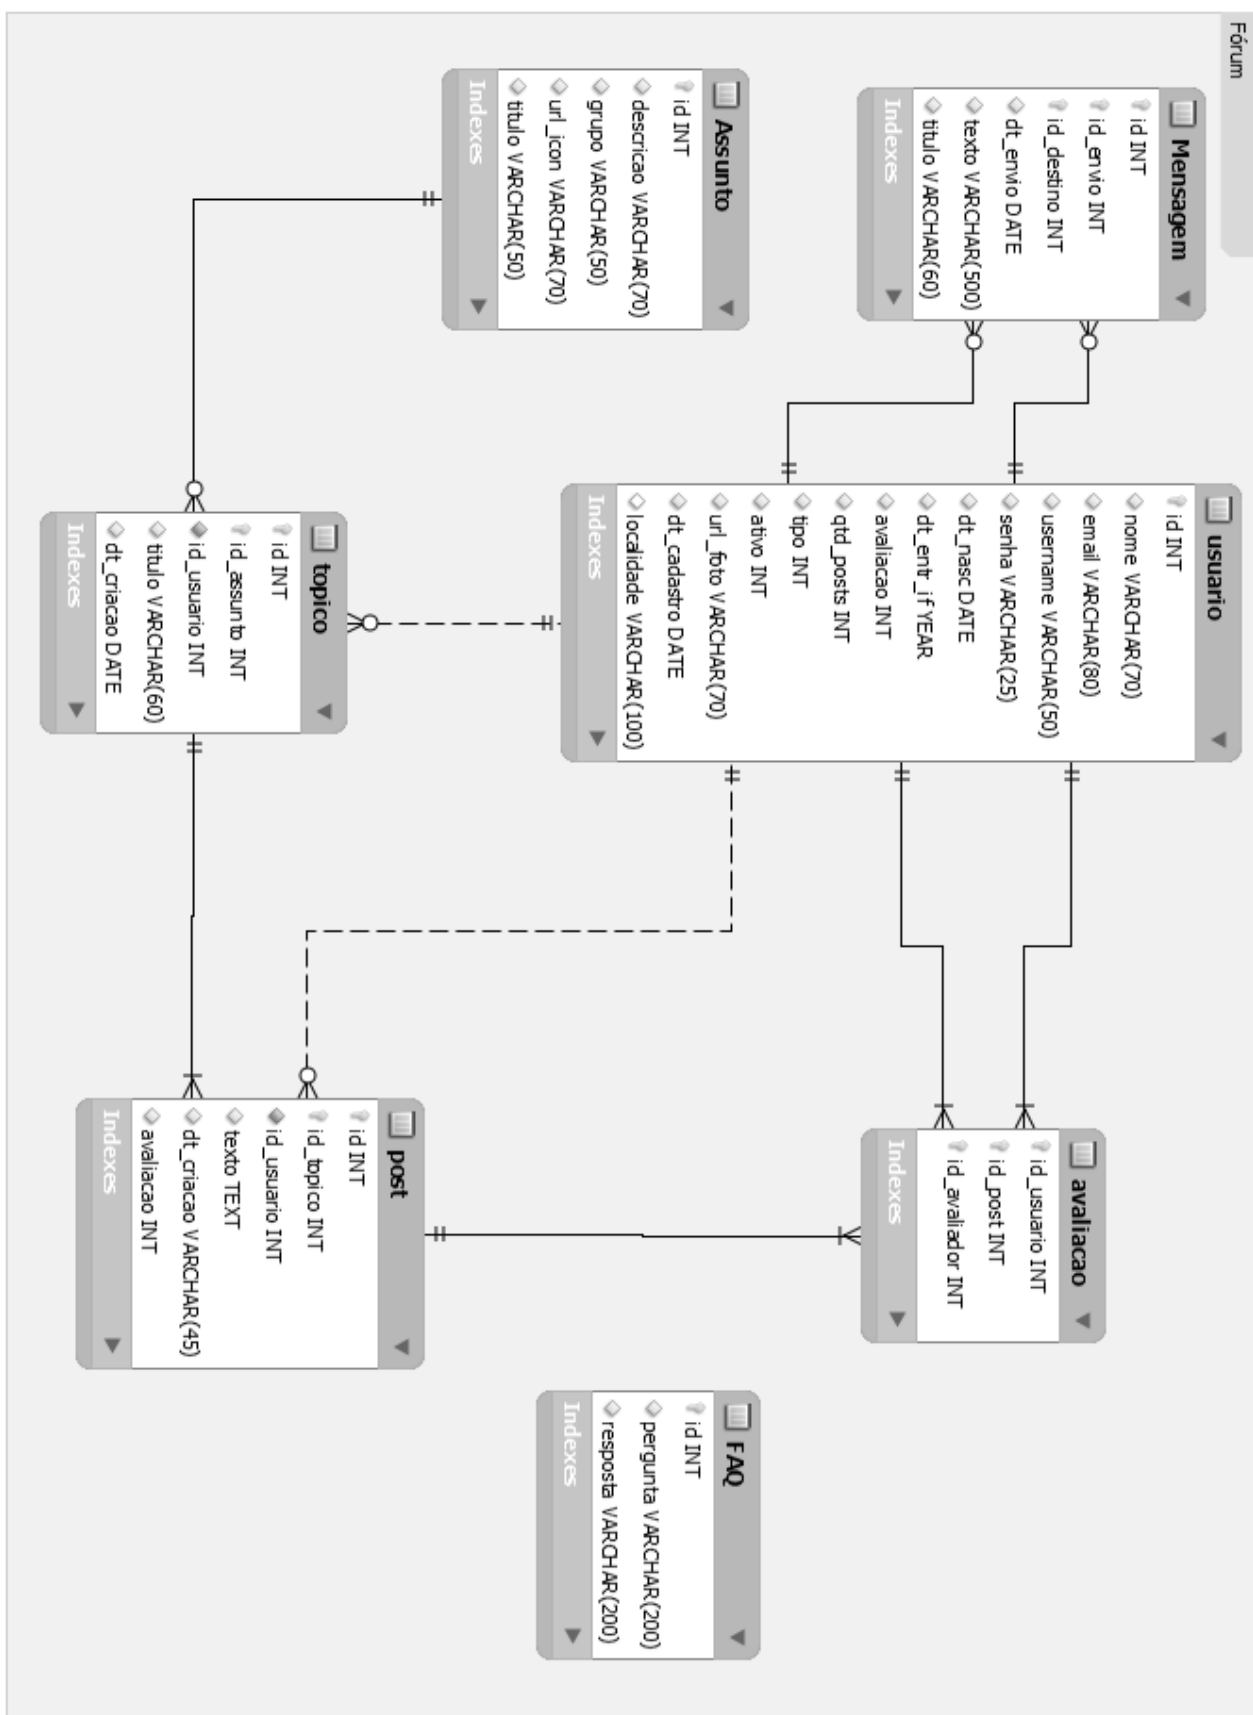 Fórum
Mensagem
id INT
id_envio INT
id_destino INT
dt_envio DATE
texto VARCHAR(500)
titulo VARCHAR(60)
Indexes
usuario
id INT
nome VARCHAR(70)
email VARCHAR(80)
username VARCHAR(50)
senha VARCHAR(25)
dt_nasc DATE
dt_entr_if YEAR
avaliacao INT
qtd_posts INT
tipo INT
ativo INT
url_foto VARCHAR(70)
dt_cadastro DATE
localidade VARCHAR(100)
Indexes
avaliacao
id_usuario INT
id_post INT
id_avaliador INT
Indexes
Assunto
id INT
descricao VARCHAR(70)
grupo VARCHAR(50)
url_icon VARCHAR(70)
titulo VARCHAR(50)
Indexes
FAQ
id INT
pergunta VARCHAR(200)
resposta VARCHAR(200)
Indexes
topico
id INT
id_assunto INT
id_usuario INT
titulo VARCHAR(60)
dt_criacao DATE
Indexes
post
id INT
id_topico INT
id_usuario INT
texto TEXT
dt_criacao VARCHAR(45)
avaliacao INT
Indexes